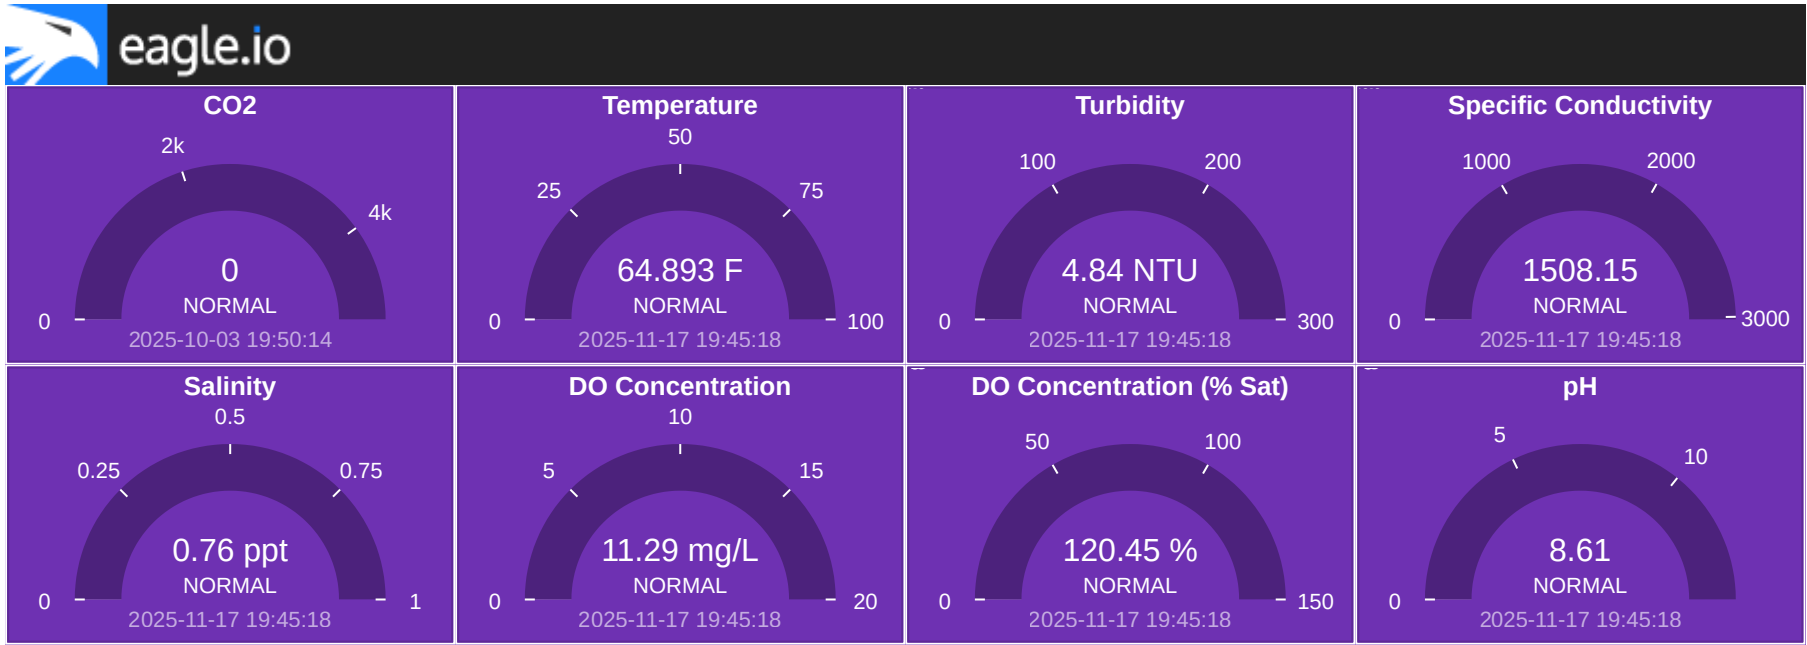 eagle.io
CO2
2k
4k
0
0
NORMAL
2025-10-03 19:50:14
Temperature
50
25
75
64.893 F
NORMAL
0
100
2025-11-17 19:45:18
Turbidity
100
200
4.84 NTU
NORMAL
0
300
2025-11-17 19:45:18
Specific Conductivity
1000
2000
1508.15
NORMAL
0
3000
2025-11-17 19:45:18
Salinity
0.5
0.25
0.75
0.76 ppt
NORMAL
0
1
2025-11-17 19:45:18
DO Concentration
10
5
15
11.29 mg/L
NORMAL
0
20
2025-11-17 19:45:18
DO Concentration (% Sat)
50
100
120.45 %
NORMAL
0
150
2025-11-17 19:45:18
pH
5
10
8.61
NORMAL
0
2025-11-17 19:45:18